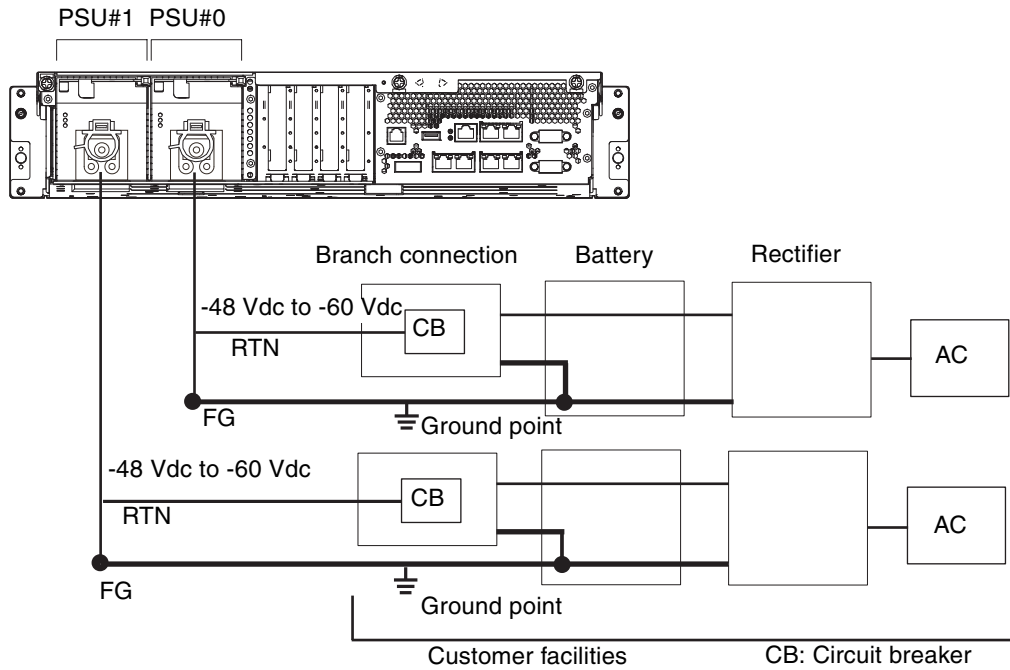 PSU#1 PSU#0
Branch connection
Battery
Rectifier
-48 Vdc to -60 Vdc
CB
RTN
AC
FG
Ground point
-48 Vdc to -60 Vdc
CB
RTN
AC
FG
Ground point
Customer facilities
CB: Circuit breaker